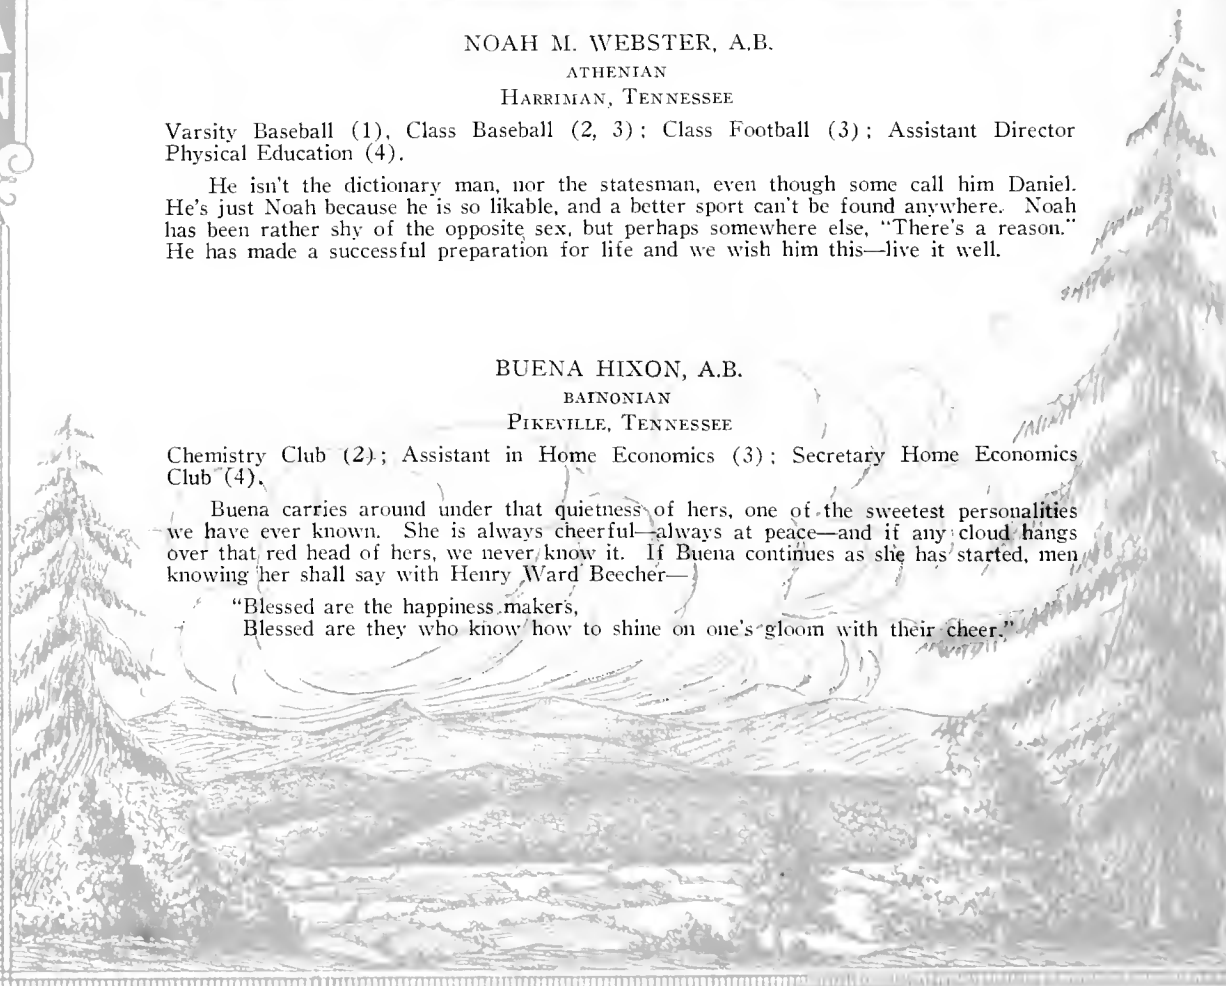 NOAH M. WEBSTER, A.B.
ATHENIAN
HARRIMAN, TENNESSEE
Varsity Baseball (1), Class Baseball (2, 3); Class Football (3); Assistant Director
Physical Education (4).
He isn't the dictionary man, nor the statesman, even though some call him Daniel.
He's just Noah because he is so likable, and a better sport can't be found anywhere. Noah
has been rather shy of the opposite sex, but perhaps somewhere else, "There's a reason."
He has made a successful preparation for life and we wish him this—live it well.
BUENA HIXON, A.B.
BAINONIAN
PIKEVILLE, TENNESSEE
Chemistry Club (2); Assistant in Home Economics (3); Secretary Home Economics
Club (4).
Buena carries around under that quietness of hers, one of the sweetest personalities
we have ever known. She is always cheerful—always at peace—and if any cloud hangs
over that red head of hers, we never know it. If Buena continues as she has started, men
knowing her shall say with Henry Ward Beecher—
"Blessed are the happiness makers,
Blessed are they who know how to shine on one's gloom with their cheer."